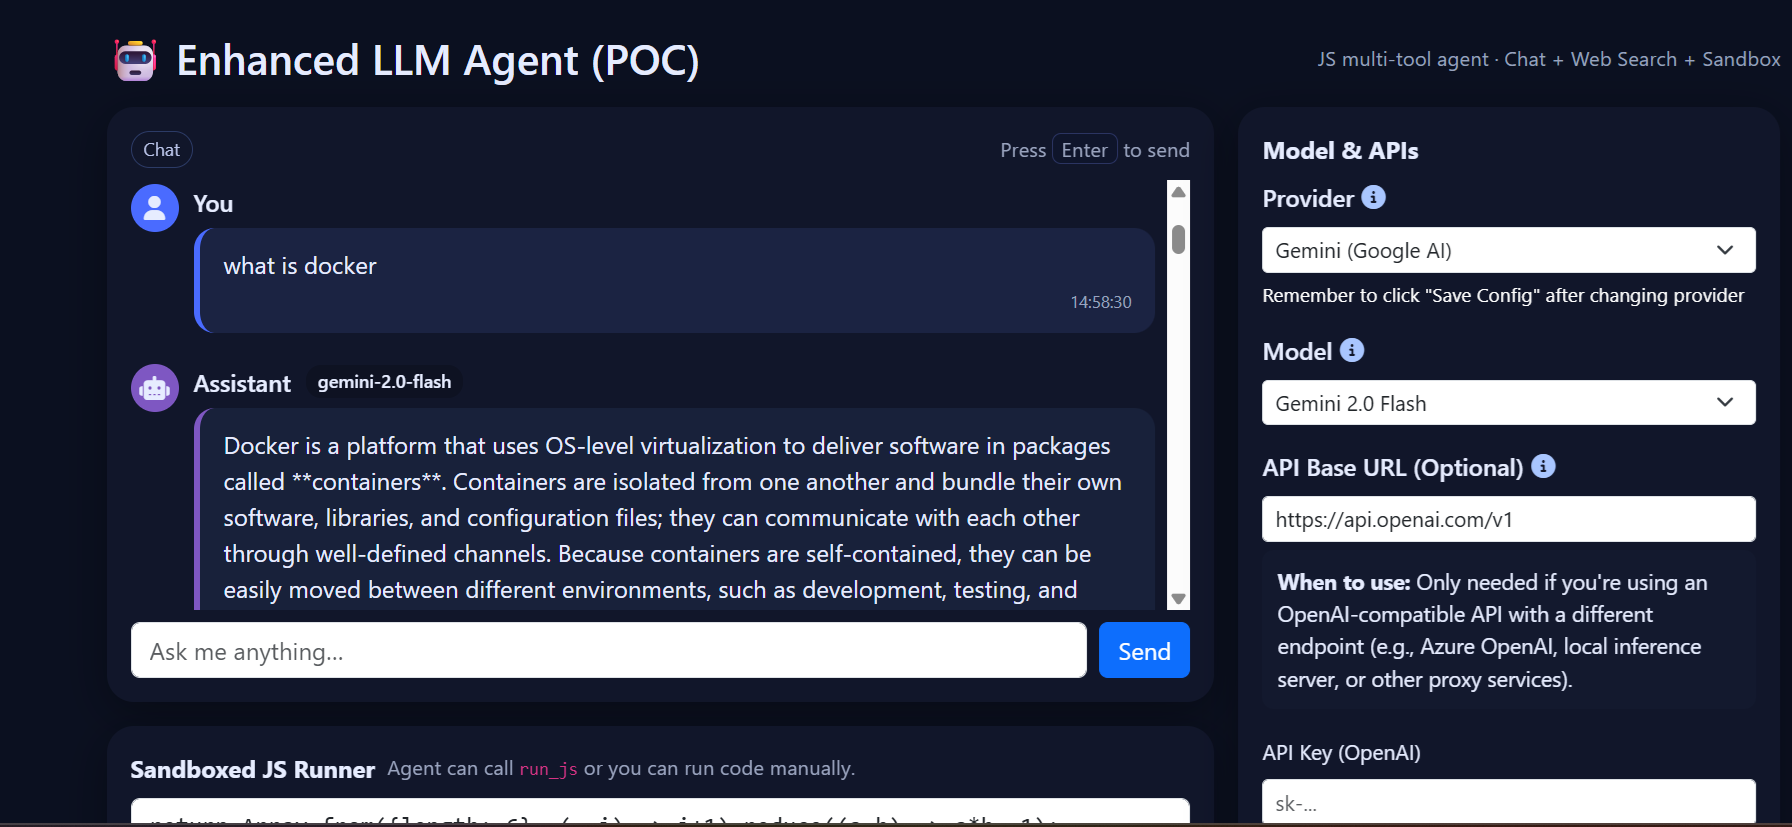 Enhanced LLM Agent (POC)
JS multi-tool agent · Chat + Web Search + Sandbox
Chat
Press Enter to send
You
what is docker
14:58:30
Assistant gemini-2.0-flash
Docker is a platform that uses OS-level virtualization to deliver software in packages
called **containers**. Containers are isolated from one another and bundle their own
software, libraries, and configuration files; they can communicate with each other
through well-defined channels. Because containers are self-contained, they can be
easily moved between different environments, such as development, testing, and
Ask me anything...
Send
Sandboxed JS Runner Agent can call run_js or you can run code manually.
Model & APIs
Provider
Gemini (Google AI)
Remember to click "Save Config" after changing provider
Model
Gemini 2.0 Flash
API Base URL (Optional)
https://api.openai.com/v1
When to use: Only needed if you're using an
OpenAI-compatible API with a different
endpoint (e.g., Azure OpenAI, local inference
server, or other proxy services).
API Key (OpenAI)
sk-...